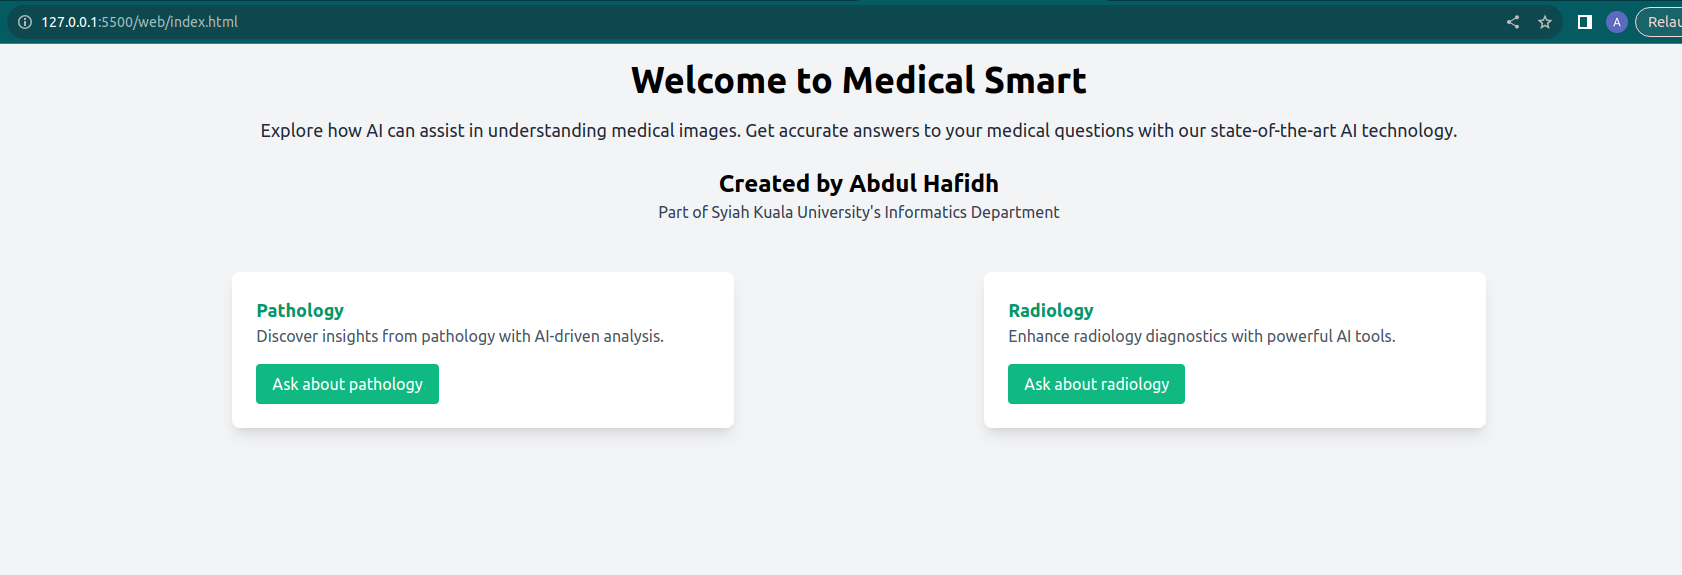 127.0.0.1:5500/web/index.html
A
Welcome to Medical Smart
Explore how AI can assist in understanding medical images. Get accurate answers to your medical questions with our state-of-the-art AI technology.
Created by Abdul Hafidh
Part of Syiah Kuala University's Informatics Department
Pathology
Discover insights from pathology with AI-driven analysis.
Ask about pathology
Radiology
Enhance radiology diagnostics with powerful AI tools.
Ask about radiology